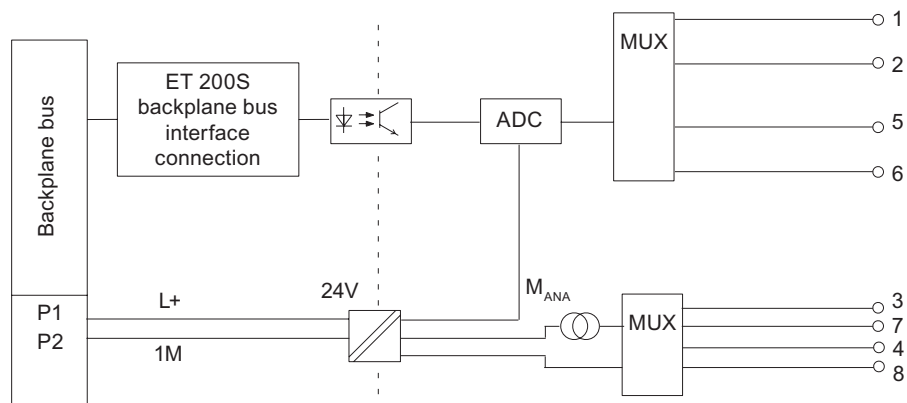 Backplane bus
ET 200S
backplane bus
interface
connection
ADC
MUX
1
2
5
6
P1
P2
L+
1M
24V
MANA
MUX
3
7
4
8